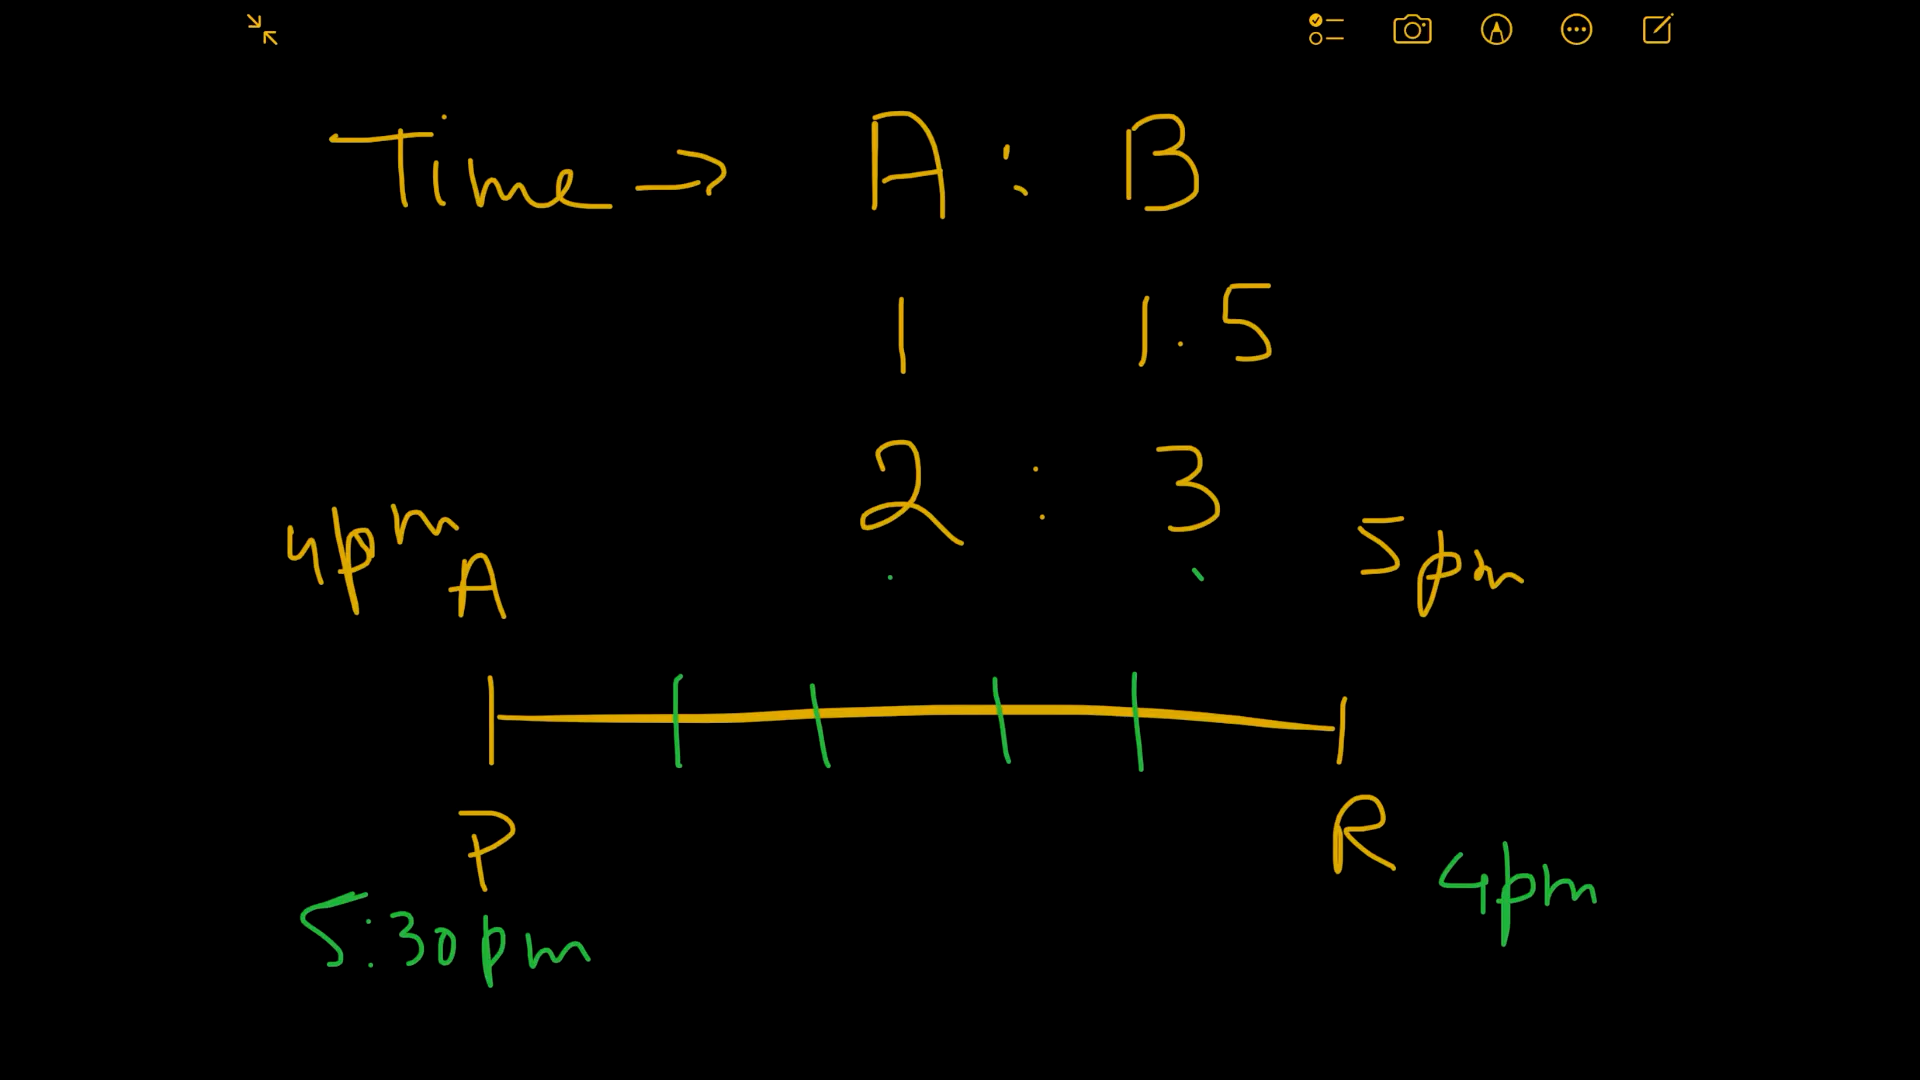 Time → A : B
1 1.5
2 : 3
4pm A 5pm
P R
5:30pm 4pm